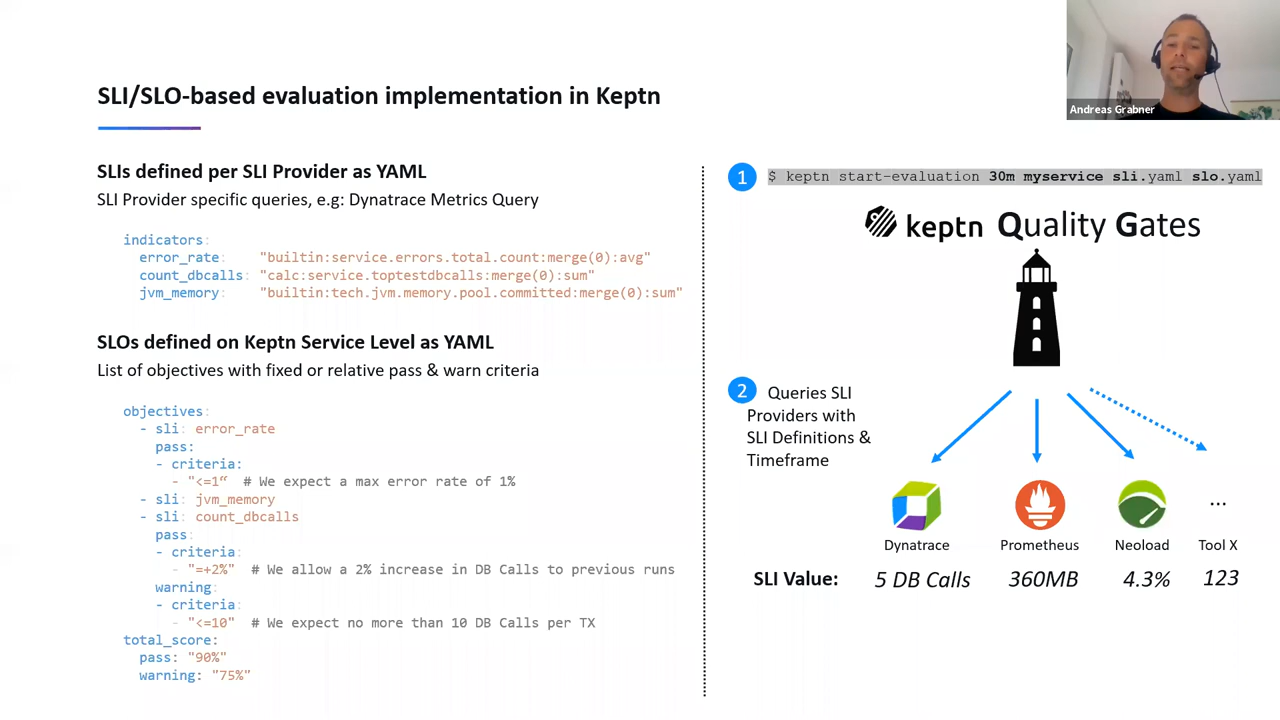 SLI/SLO-based evaluation implementation in Keptn
Andreas Grabner
SLIs defined per SLI Provider as YAML
SLI Provider specific queries, e.g: Dynatrace Metrics Query
indicators:
error_rate: "builtin:service.errors.total.count:merge(0):avg"
count_dbcalls: "calc:service.toptestdbcalls:merge(0):sum"
jvm_memory: "builtin:tech.jvm.memory.pool.committed:merge(0):sum"
SLOs defined on Keptn Service Level as YAML
List of objectives with fixed or relative pass & warn criteria
objectives:
- sli: error_rate
pass:
- criteria:
- "<=1“ # We expect a max error rate of 1%
- sli: jvm_memory
- sli: count_dbcalls
pass:
- criteria:
- "=+2%" # We allow a 2% increase in DB Calls to previous runs
warning:
- criteria:
- "<=10" # We expect no more than 10 DB Calls per TX
total_score:
pass: "90%"
warning: "75%"
1 $ keptn start-evaluation 30m myservice sli.yaml slo.yaml
keptn Quality Gates
2 Queries SLI
Providers with
SLI Definitions &
Timeframe
...
Dynatrace Prometheus Neoload Tool X
SLI Value: 5 DB Calls 360MB 4.3% 123